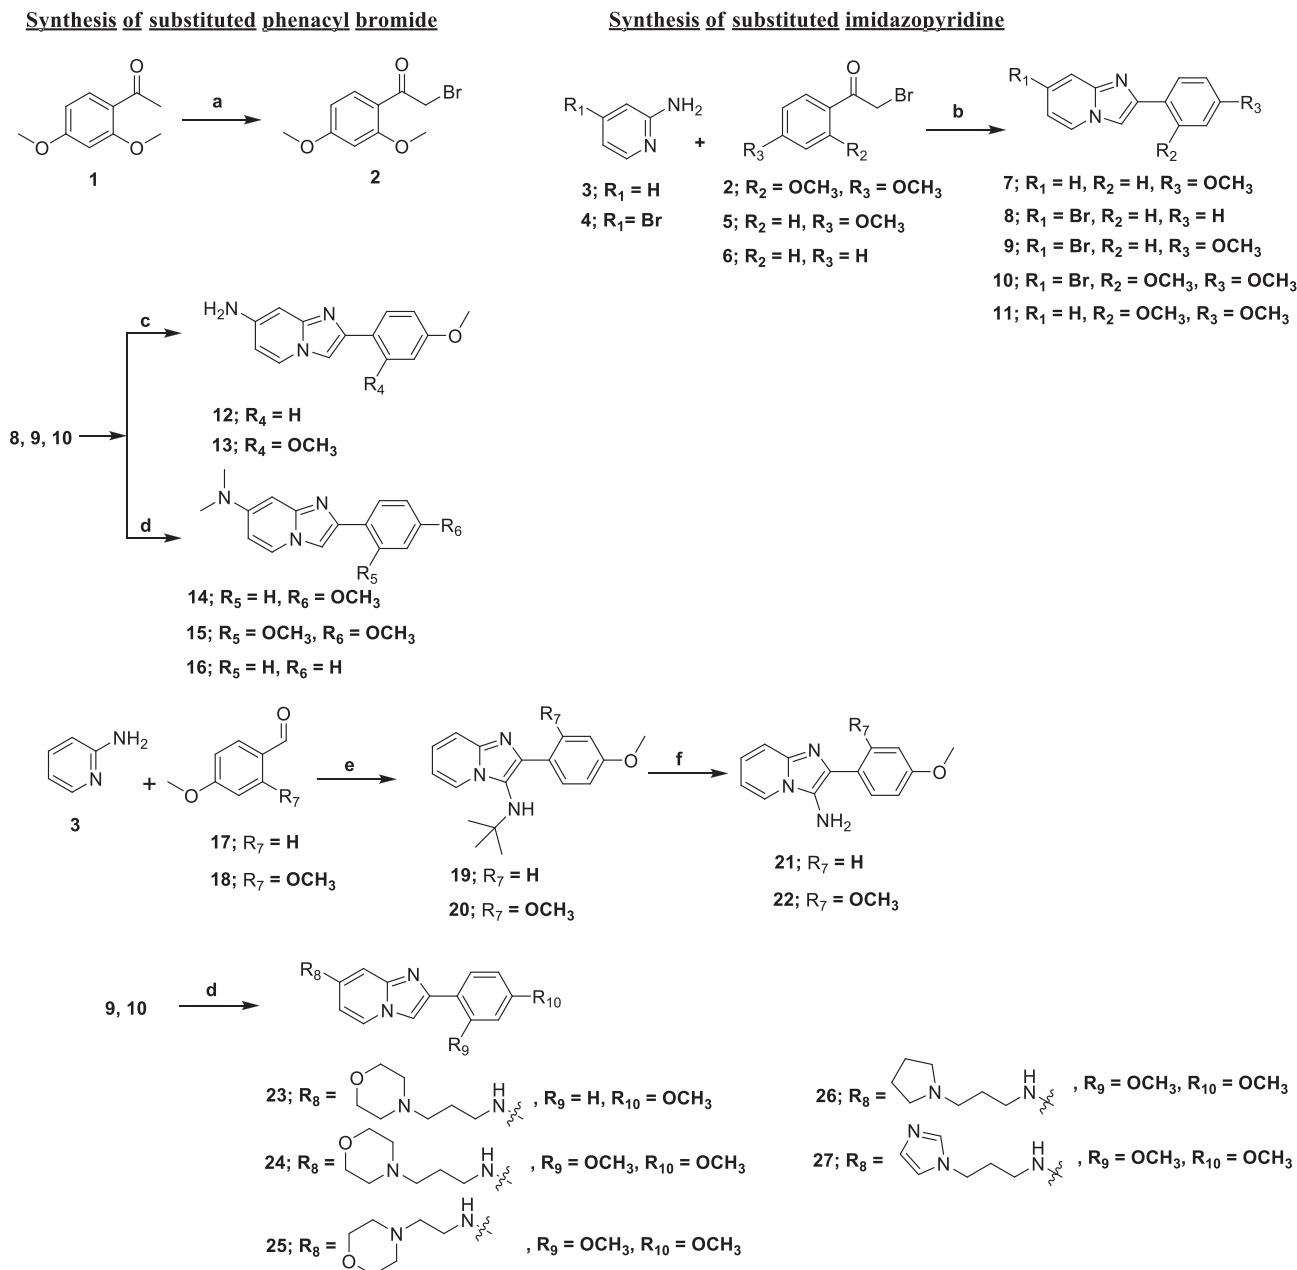 Synthesis of substituted phenacyl bromide
Synthesis of substituted imidazopyridine
O
O
O
1
a
O
Br
O
O
2
R1
NH2
N
3; R1 = H
4; R1= Br
+
O
Br
R3
R2
2; R2 = OCH3, R3 = OCH3
5; R2 = H, R3 = OCH3
6; R2 = H, R3 = H
b
R1
N
N
R3
R2
7; R1 = H, R2 = H, R3 = OCH3
8; R1 = Br, R2 = H, R3 = H
9; R1 = Br, R2 = H, R3 = OCH3
10; R1 = Br, R2 = OCH3, R3 = OCH3
11; R1 = H, R2 = OCH3, R3 = OCH3
8, 9, 10
c
H2N
N
N
O
R4
12; R4 = H
13; R4 = OCH3
d
N
N
N
R6
R5
14; R5 = H, R6 = OCH3
15; R5 = OCH3, R6 = OCH3
16; R5 = H, R6 = H
NH2
N
3
+
O
O
R7
17; R7 = H
18; R7 = OCH3
e
R7
N
N
O
NH
19; R7 = H
20; R7 = OCH3
f
R7
N
N
O
NH2
21; R7 = H
22; R7 = OCH3
9, 10
d
R8
N
N
R10
R9
23; R8 = O N H N , R9 = H, R10 = OCH3
24; R8 = O N H N , R9 = OCH3, R10 = OCH3
25; R8 = O N H N , R9 = OCH3, R10 = OCH3
26; R8 = N H N , R9 = OCH3, R10 = OCH3
27; R8 = N N H N , R9 = OCH3, R10 = OCH3